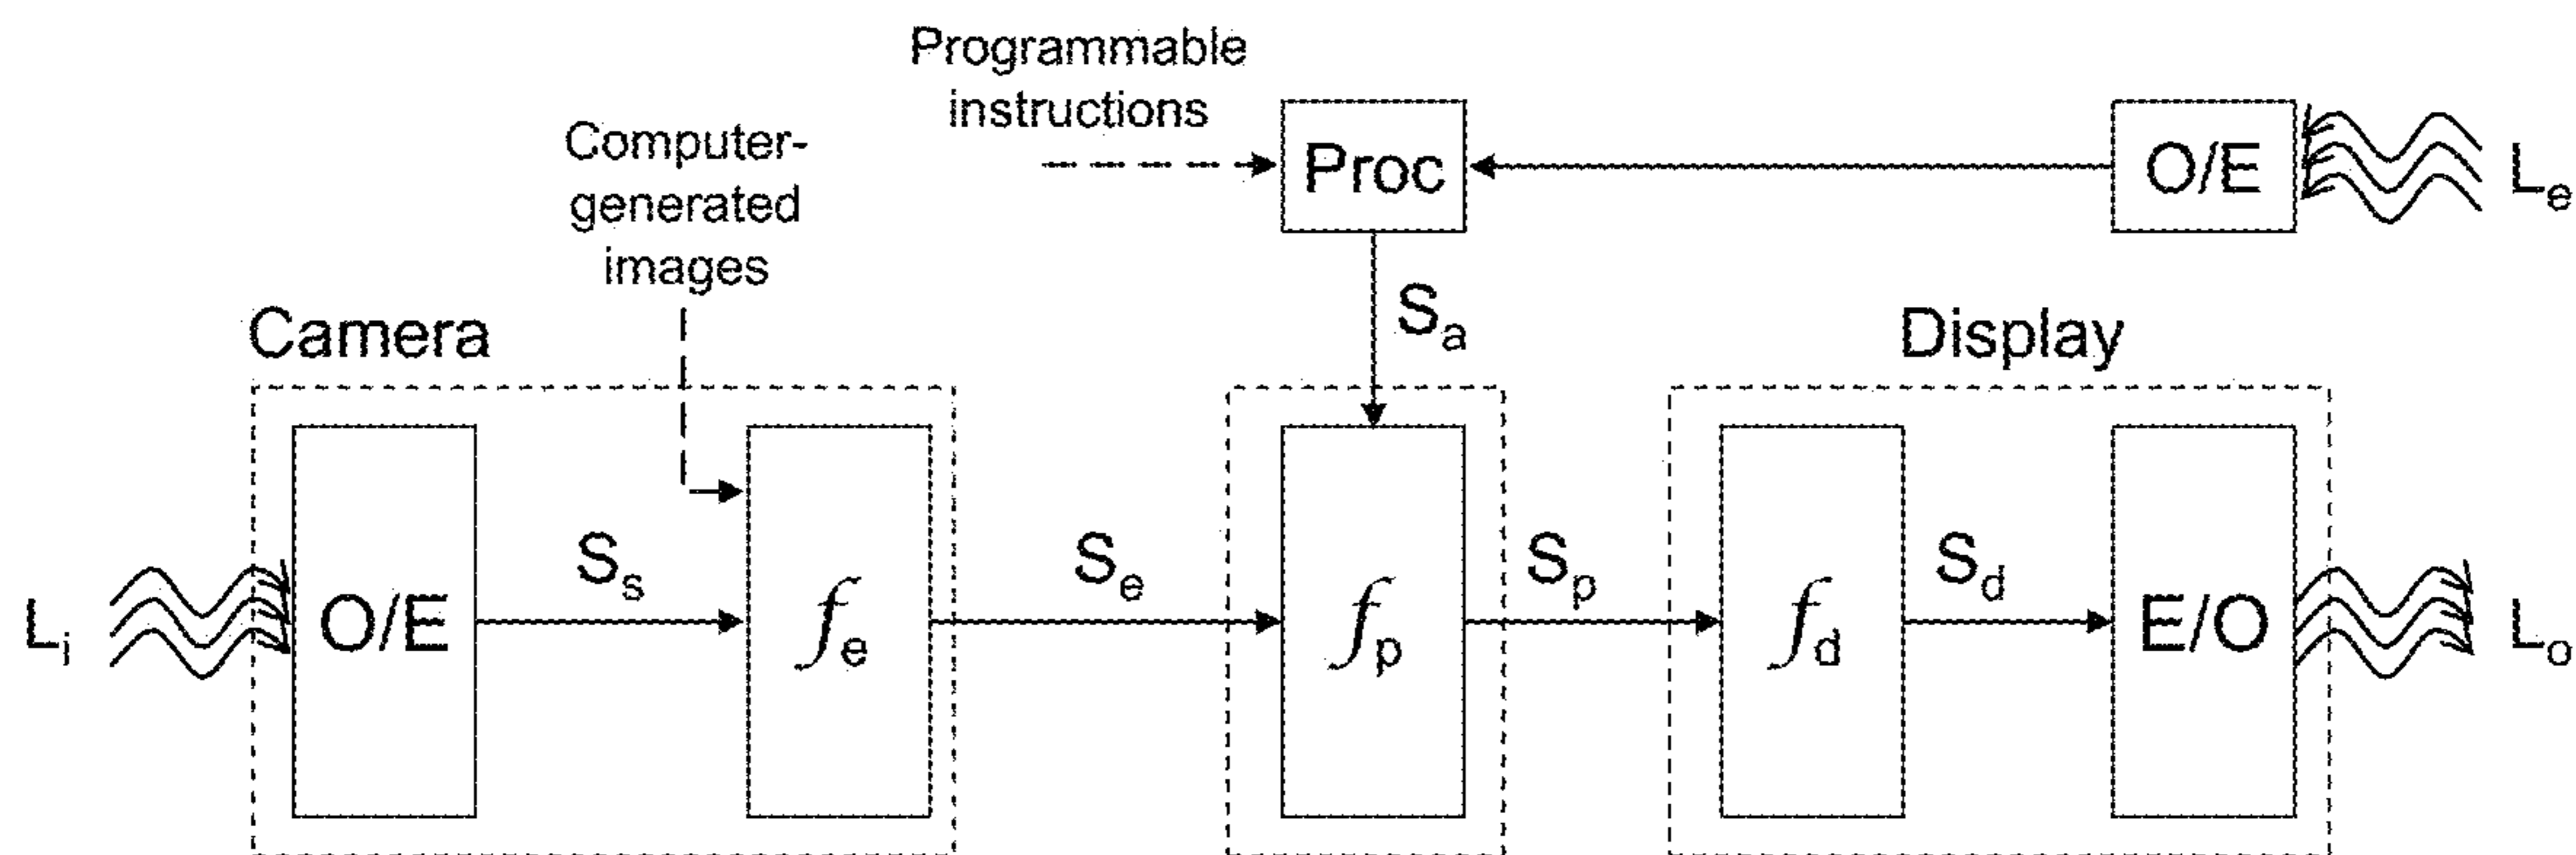 Programmable
instructions
Computer-
generated
images
Proc
O/E
Le
Sa
Camera
Display
Li
O/E
Ss
fe
Se
fp
Sp
fd
Sd
E/O
Lo